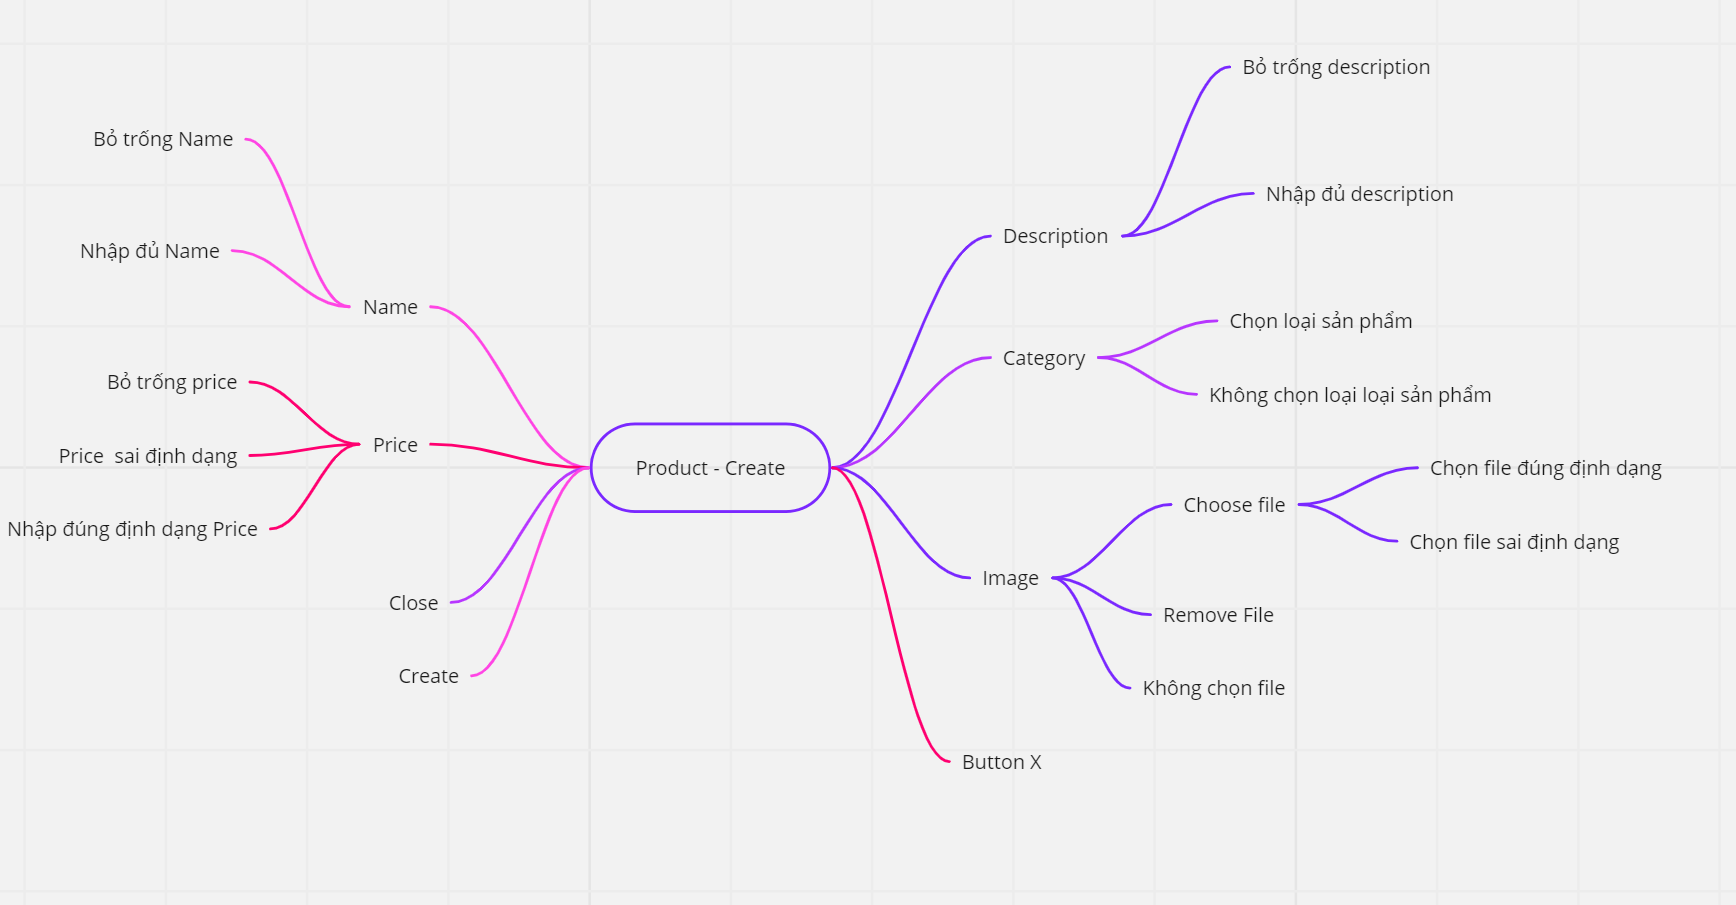 Bỏ trống Name
Nhập đủ Name
Name
Bỏ trống price
Price  sai định dạng
Nhập đúng định dạng Price
Price
Close
Create
Product - Create
Description
Bỏ trống description
Nhập đủ description
Category
Chọn loại sản phẩm
Không chọn loại loại sản phẩm
Image
Choose file
Chọn file đúng định dạng
Chọn file sai định dạng
Remove File
Không chọn file
Button X